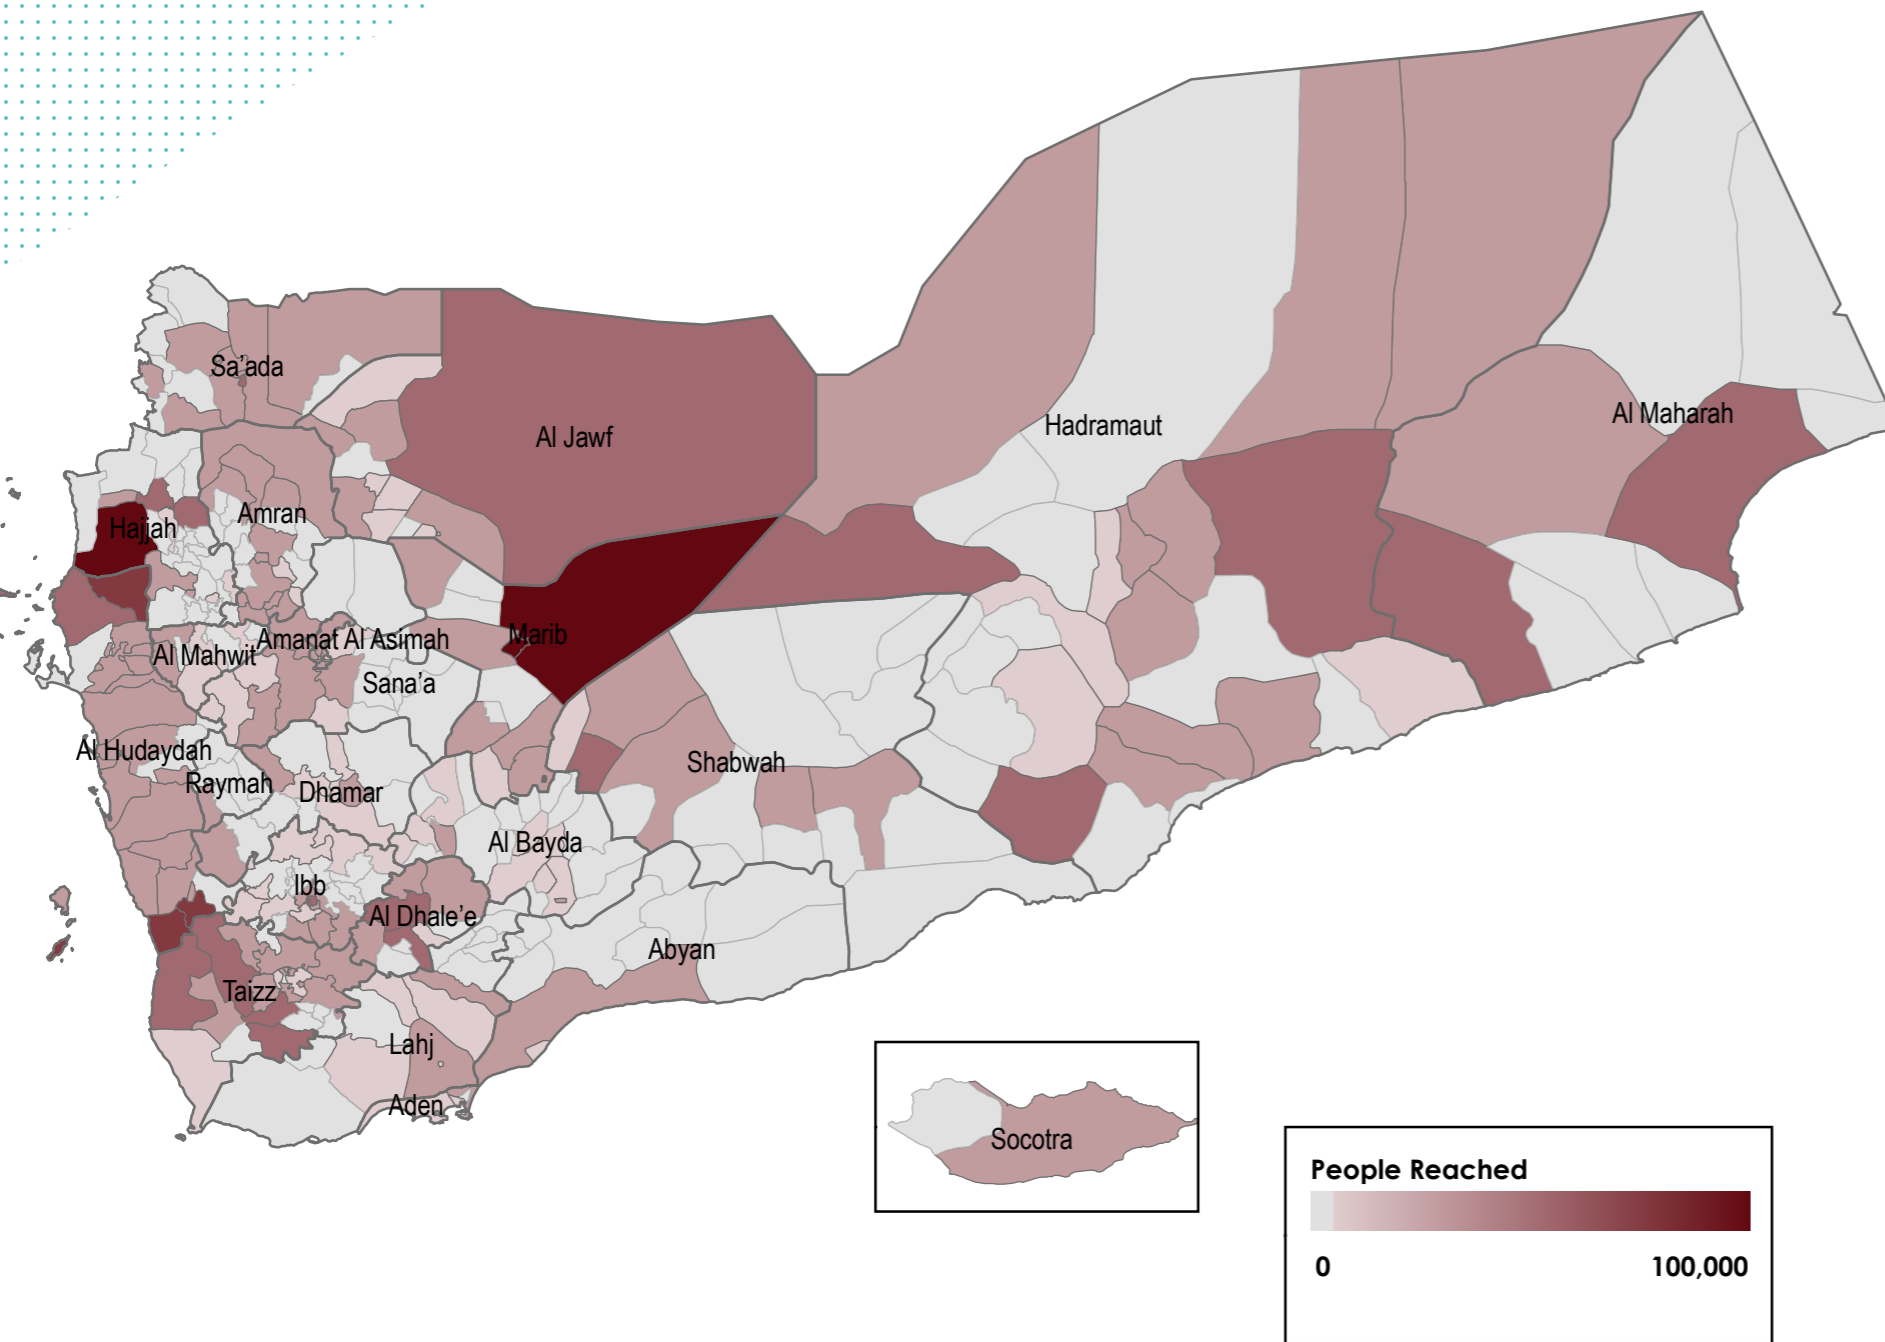 Sa'ada
Al Jawf
Hadramaut
Al Maharah
Hajjah
Amran
Marib
Amanat Al Asimah
Al Mahwit
Sana'a
Al Hudaydah
Shabwah
Raymah
Dhamar
Al Bayda
Ibb
Al Dhale'e
Abyan
Taizz
Lahj
Aden
Socotra
People Reached
0
100,000